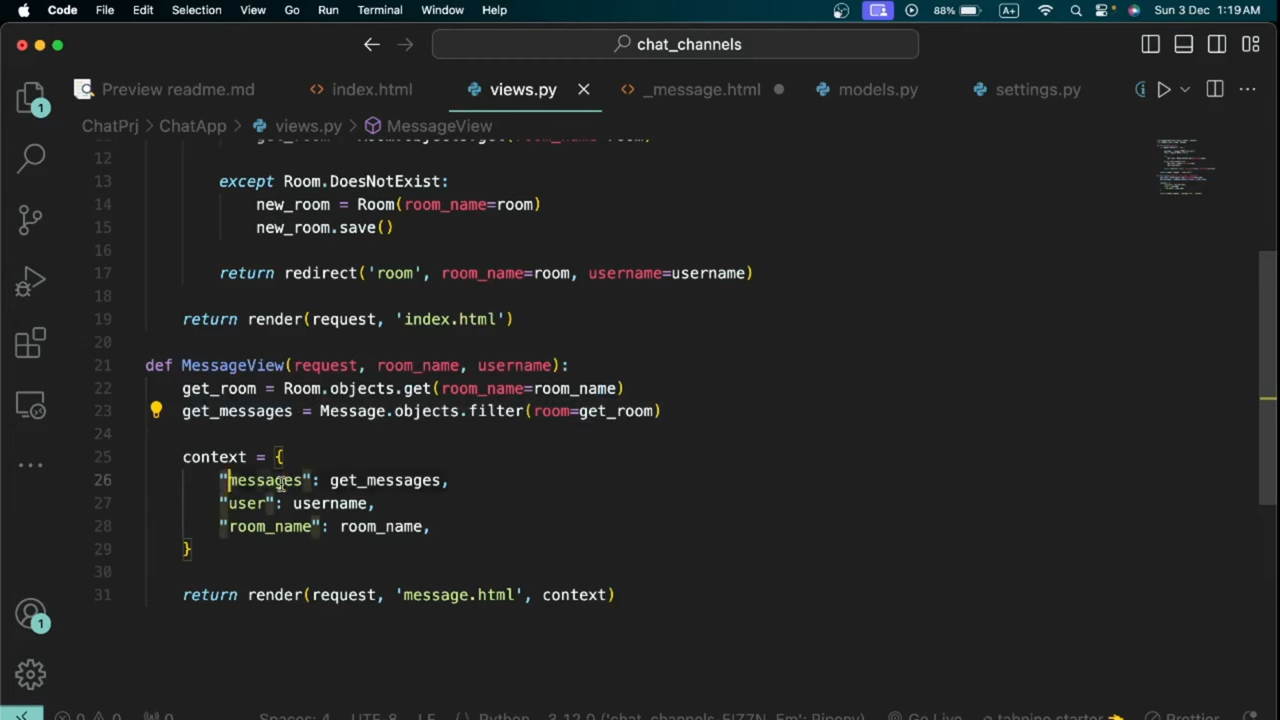 Code File Edit Selection View Go Run Terminal Window Help 88% A+ Sun 3 Dec 1:19 AM
chat_channels
Preview readme.md index.html views.py _message.html models.py settings.py
ChatPrj > ChatApp > views.py > MessageView
12
13 except Room.DoesNotExist:
14 new_room = Room(room_name=room)
15 new_room.save()
16
17 return redirect('room', room_name=room, username=username)
18
19 return render(request, 'index.html')
20
21 def MessageView(request, room_name, username):
22 get_room = Room.objects.get(room_name=room_name)
23 get_messages = Message.objects.filter(room=get_room)
24
25 context = {
26 "messages": get_messages,
27 "user": username,
28 "room_name": room_name,
29 }
30
31 return render(request, 'message.html', context)
1
1